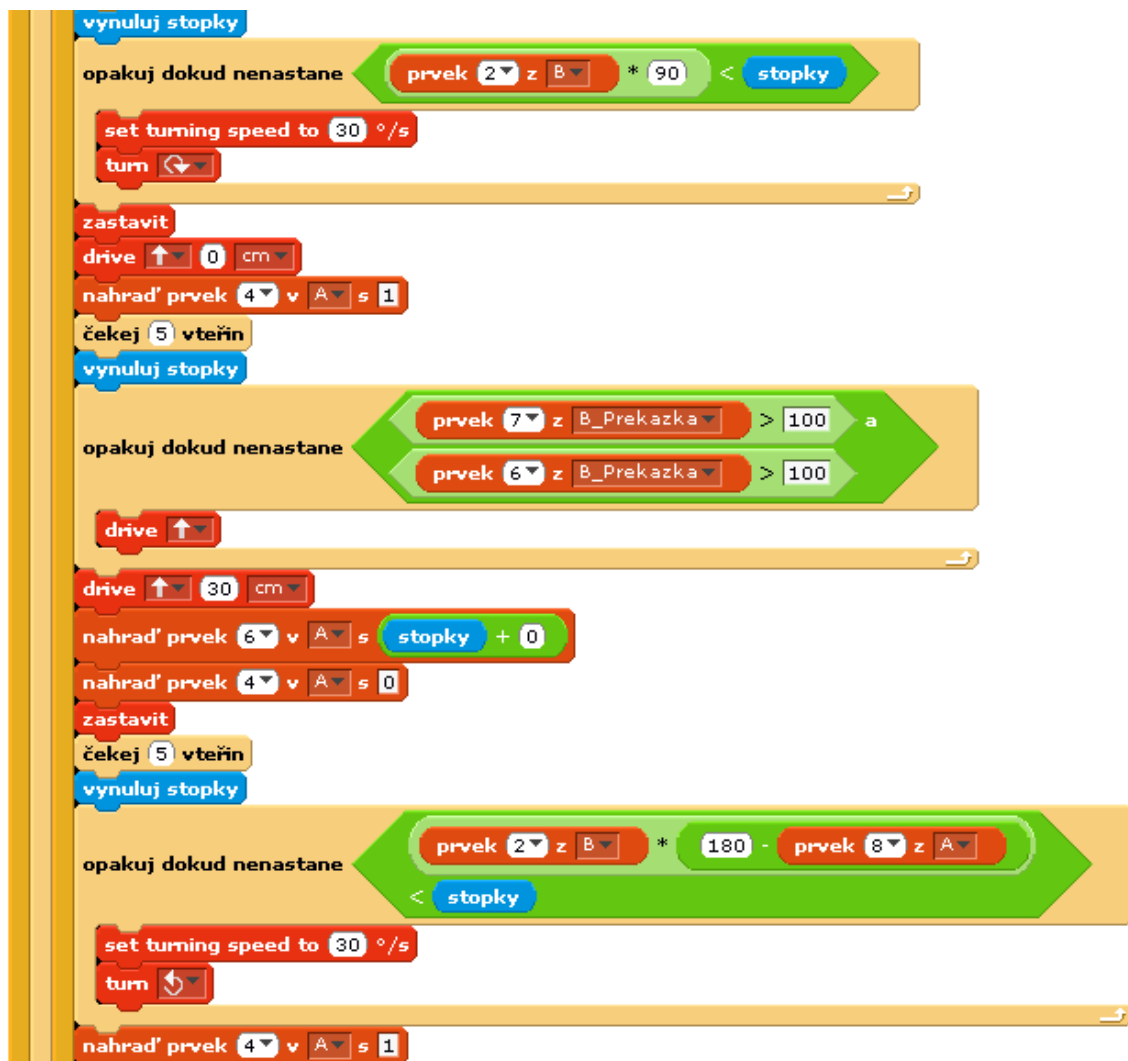 vynuluj stopky
opakuj dokud nenastane prvek 2 z B * 90 < stopky
set turning speed to 30 °/s
turn
zastavit
drive 0 cm
nahraď prvek 4 v A s 1
čekej 5 vteřin
vynuluj stopky
prvek 7 z B_Prekazka > 100 a
opakuj dokud nenastane
prvek 6 z B_Prekazka > 100
drive
drive 30 cm
nahraď prvek 6 v A s stopky + 0
nahraď prvek 4 v A s 0
zastavit
čekej 5 vteřin
vynuluj stopky
prvek 2 z B * 180 - prvek 8 z A
opakuj dokud nenastane
< stopky
set turning speed to 30 °/s
turn
nahraď prvek 4 v A s 1